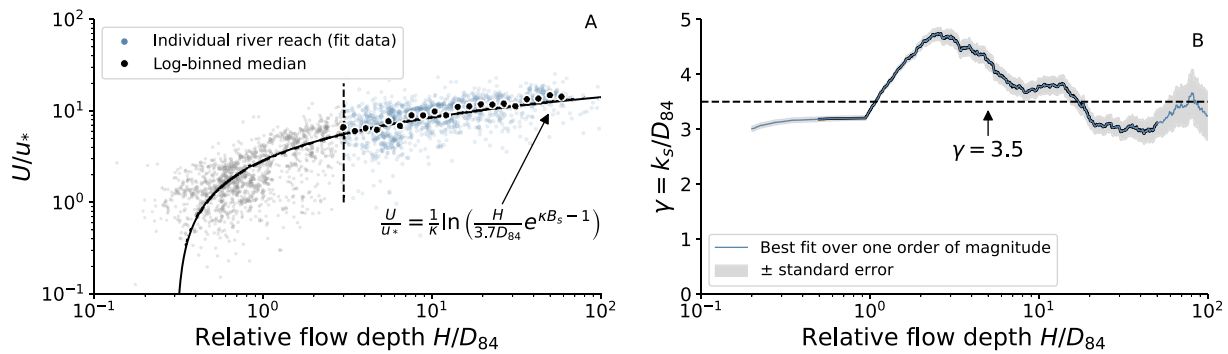 A
Individual river reach (fit data)
Log-binned median
10²
10¹
10⁰
10⁻¹
U/u*
U/u* = 1/κ ln (H/3.7D₈₄ e^(κBₛ − 1))
10⁻¹ 10⁰ 10¹ 10²
Relative flow depth H/D₈₄
B
5
4
3
2
1
0
γ = kₛ/D₈₄
γ = 3.5
Best fit over one order of magnitude
± standard error
10⁻¹ 10⁰ 10¹ 10²
Relative flow depth H/D₈₄